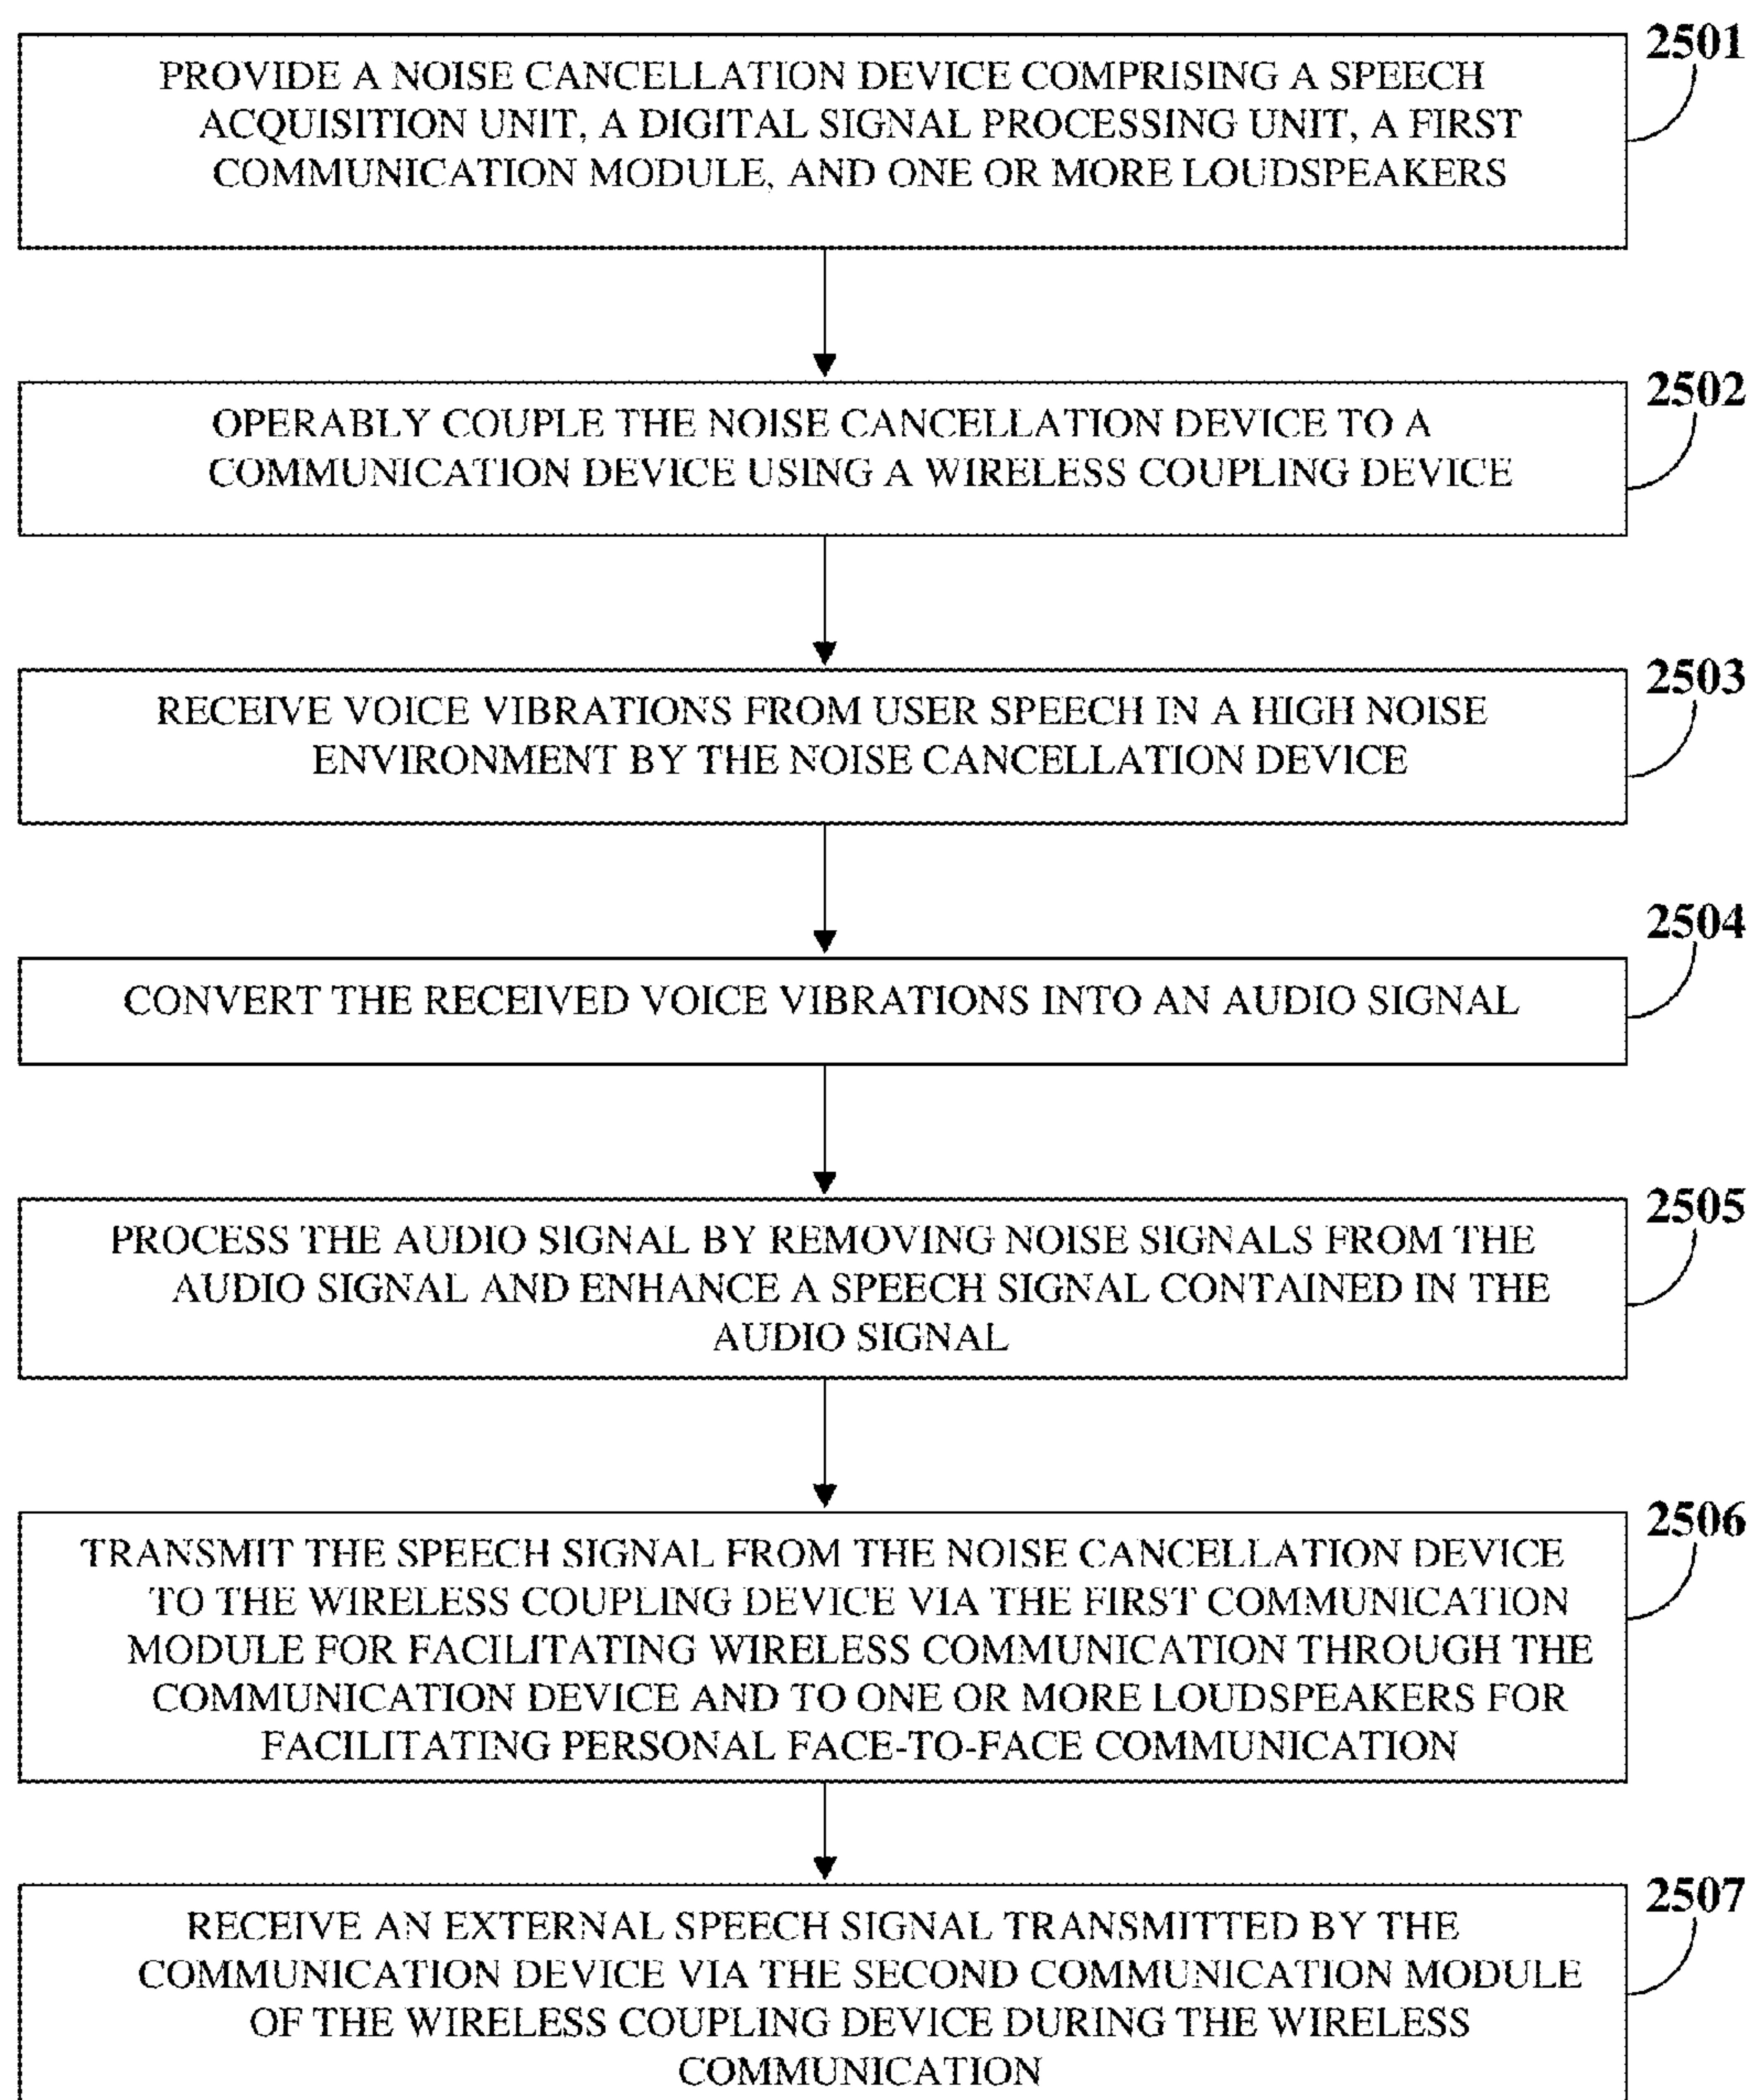 2501
PROVIDE A NOISE CANCELLATION DEVICE COMPRISING A SPEECH
ACQUISITION UNIT, A DIGITAL SIGNAL PROCESSING UNIT, A FIRST
COMMUNICATION MODULE, AND ONE OR MORE LOUDSPEAKERS
2502
OPERABLY COUPLE THE NOISE CANCELLATION DEVICE TO A
COMMUNICATION DEVICE USING A WIRELESS COUPLING DEVICE
2503
RECEIVE VOICE VIBRATIONS FROM USER SPEECH IN A HIGH NOISE
ENVIRONMENT BY THE NOISE CANCELLATION DEVICE
2504
CONVERT THE RECEIVED VOICE VIBRATIONS INTO AN AUDIO SIGNAL
2505
PROCESS THE AUDIO SIGNAL BY REMOVING NOISE SIGNALS FROM THE
AUDIO SIGNAL AND ENHANCE A SPEECH SIGNAL CONTAINED IN THE
AUDIO SIGNAL
2506
TRANSMIT THE SPEECH SIGNAL FROM THE NOISE CANCELLATION DEVICE
TO THE WIRELESS COUPLING DEVICE VIA THE FIRST COMMUNICATION
MODULE FOR FACILITATING WIRELESS COMMUNICATION THROUGH THE
COMMUNICATION DEVICE AND TO ONE OR MORE LOUDSPEAKERS FOR
FACILITATING PERSONAL FACE-TO-FACE COMMUNICATION
2507
RECEIVE AN EXTERNAL SPEECH SIGNAL TRANSMITTED BY THE
COMMUNICATION DEVICE VIA THE SECOND COMMUNICATION MODULE
OF THE WIRELESS COUPLING DEVICE DURING THE WIRELESS
COMMUNICATION